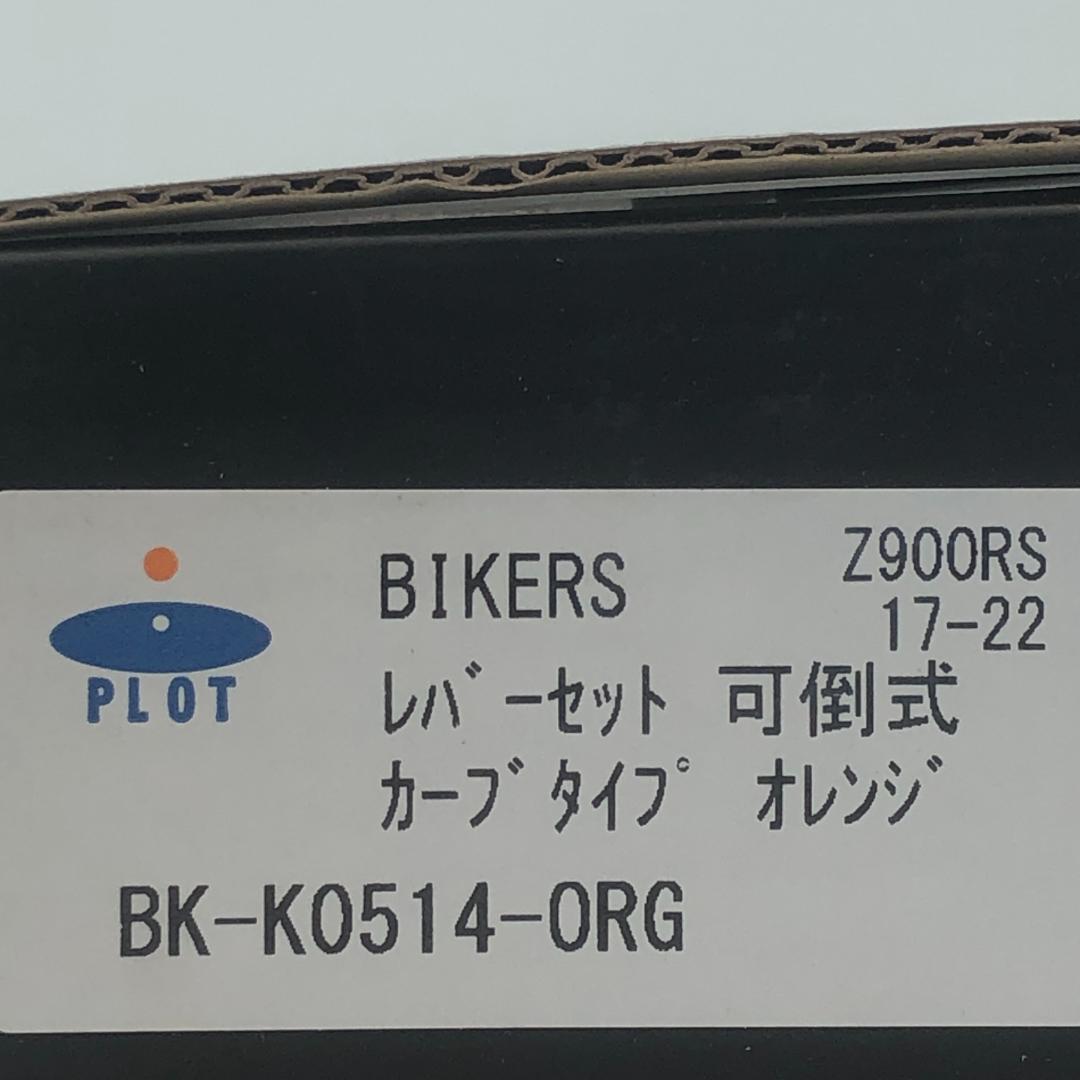 PLOT
BIKERS
Z900RS
17-22
ﾚﾊﾞｰｾｯﾄ 可倒式
ｶｰﾌﾞﾀｲﾌﾟ ｵﾚﾝｼﾞ
BK-K0514-ORG